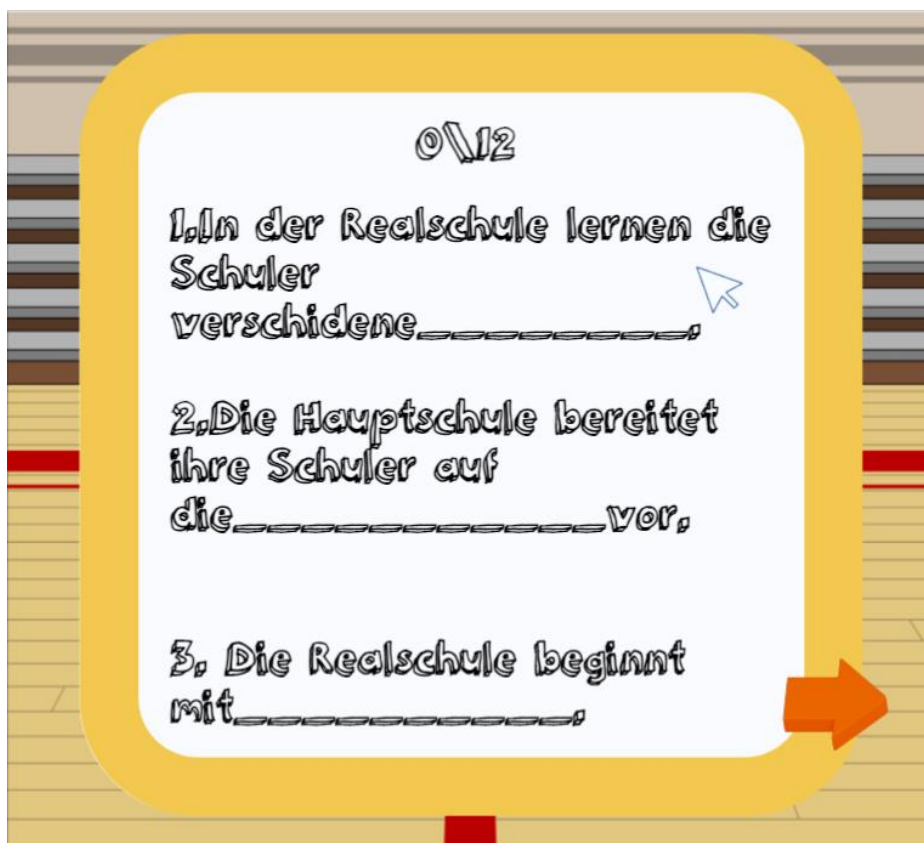 0\12
1.In der Realschule lernen die
Schuler
verschidene_________.
2.Die Hauptschule bereitet
ihre Schuler auf
die____________vor.
3. Die Realschule beginnt
mit___________.